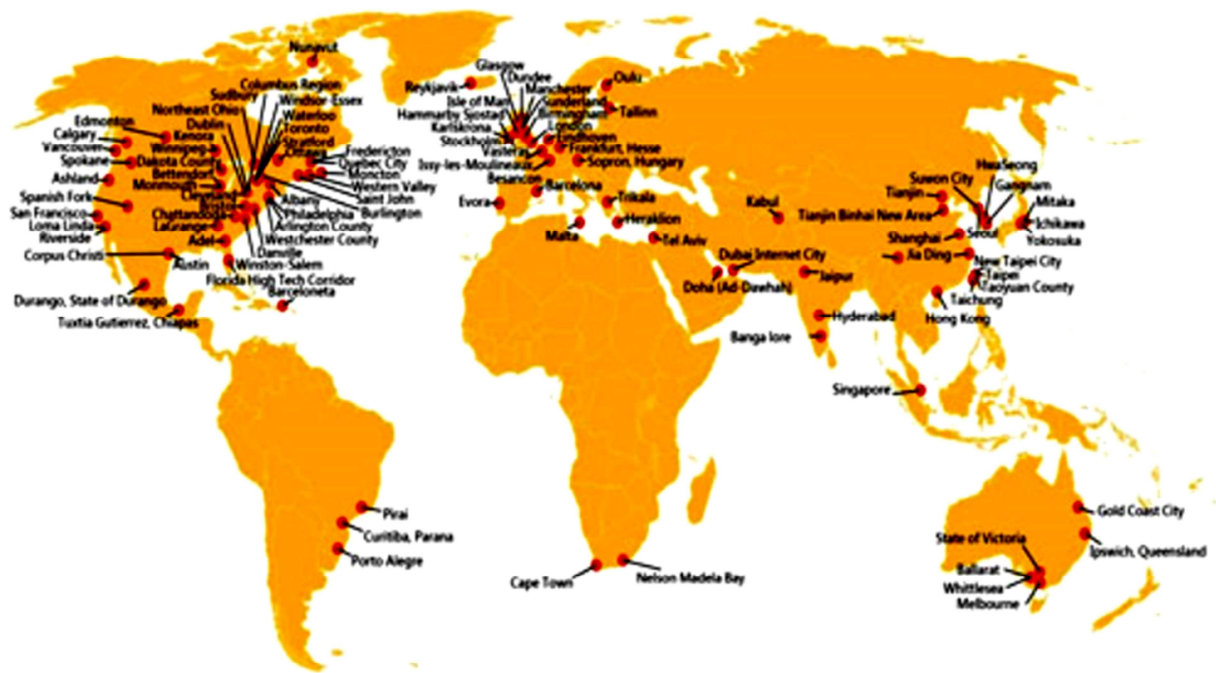 Nunavut
Columbus Region
Sudbury
Windsor-Essex
Northeast Ohio
Waterloo
Dublin
Toronto
Edmonton
Kenora
Stratford
Calgary
Winnipeg
Ottawa
Fredericton
Vancouver
Dakota County
Quebec City
Spokane
Bettendorf
Moncton
Ashland
Monmouth
Western Valley
Spanish Fork
Cleveland
Albany
Saint John
Bristol
Philadelphia
Burlington
San Francisco
Chattanooga
Arlington County
Loma Linda
LaGrange
Westchester County
Riverside
Adel
Danville
Corpus Christi
Austin
Winston-Salem
Florida High Tech Corridor
Barceloneta
Durango, State of Durango
Tuxtia Gutierrez, Chiapas
Pirai
Curitiba, Parana
Porto Alegre
Glasgow
Dundee
Oulu
Reykjavik
Manchester
Isle of Man
Sunderland
Tallinn
Hammarby Sjostad
Birmingham
Karlskrona
London
Stockholm
Eindhoven
Vasteras
Frankfurt, Hesse
Issy-les-Moulineaux
Sopron, Hungary
Besancon
Barcelona
Evora
Trikala
Malta
Heraklion
Tel Aviv
Kabul
Dubai Internet City
Doha (Ad-Dawhah)
Jaipur
Hyderabad
Banga lore
Singapore
Cape Town
Nelson Madela Bay
HwaSeong
Suwon City
Gangnam
Tianjin
Mitaka
Tianjin Binhai New Area
Ichikawa
Seoul
Shanghai
Yokosuka
Jia Ding
New Taipei City
Taipei
Taoyuan County
Taichung
Hong Kong
Gold Coast City
State of Victoria
Ipswich, Queensland
Ballarat
Whittlesea
Melbourne